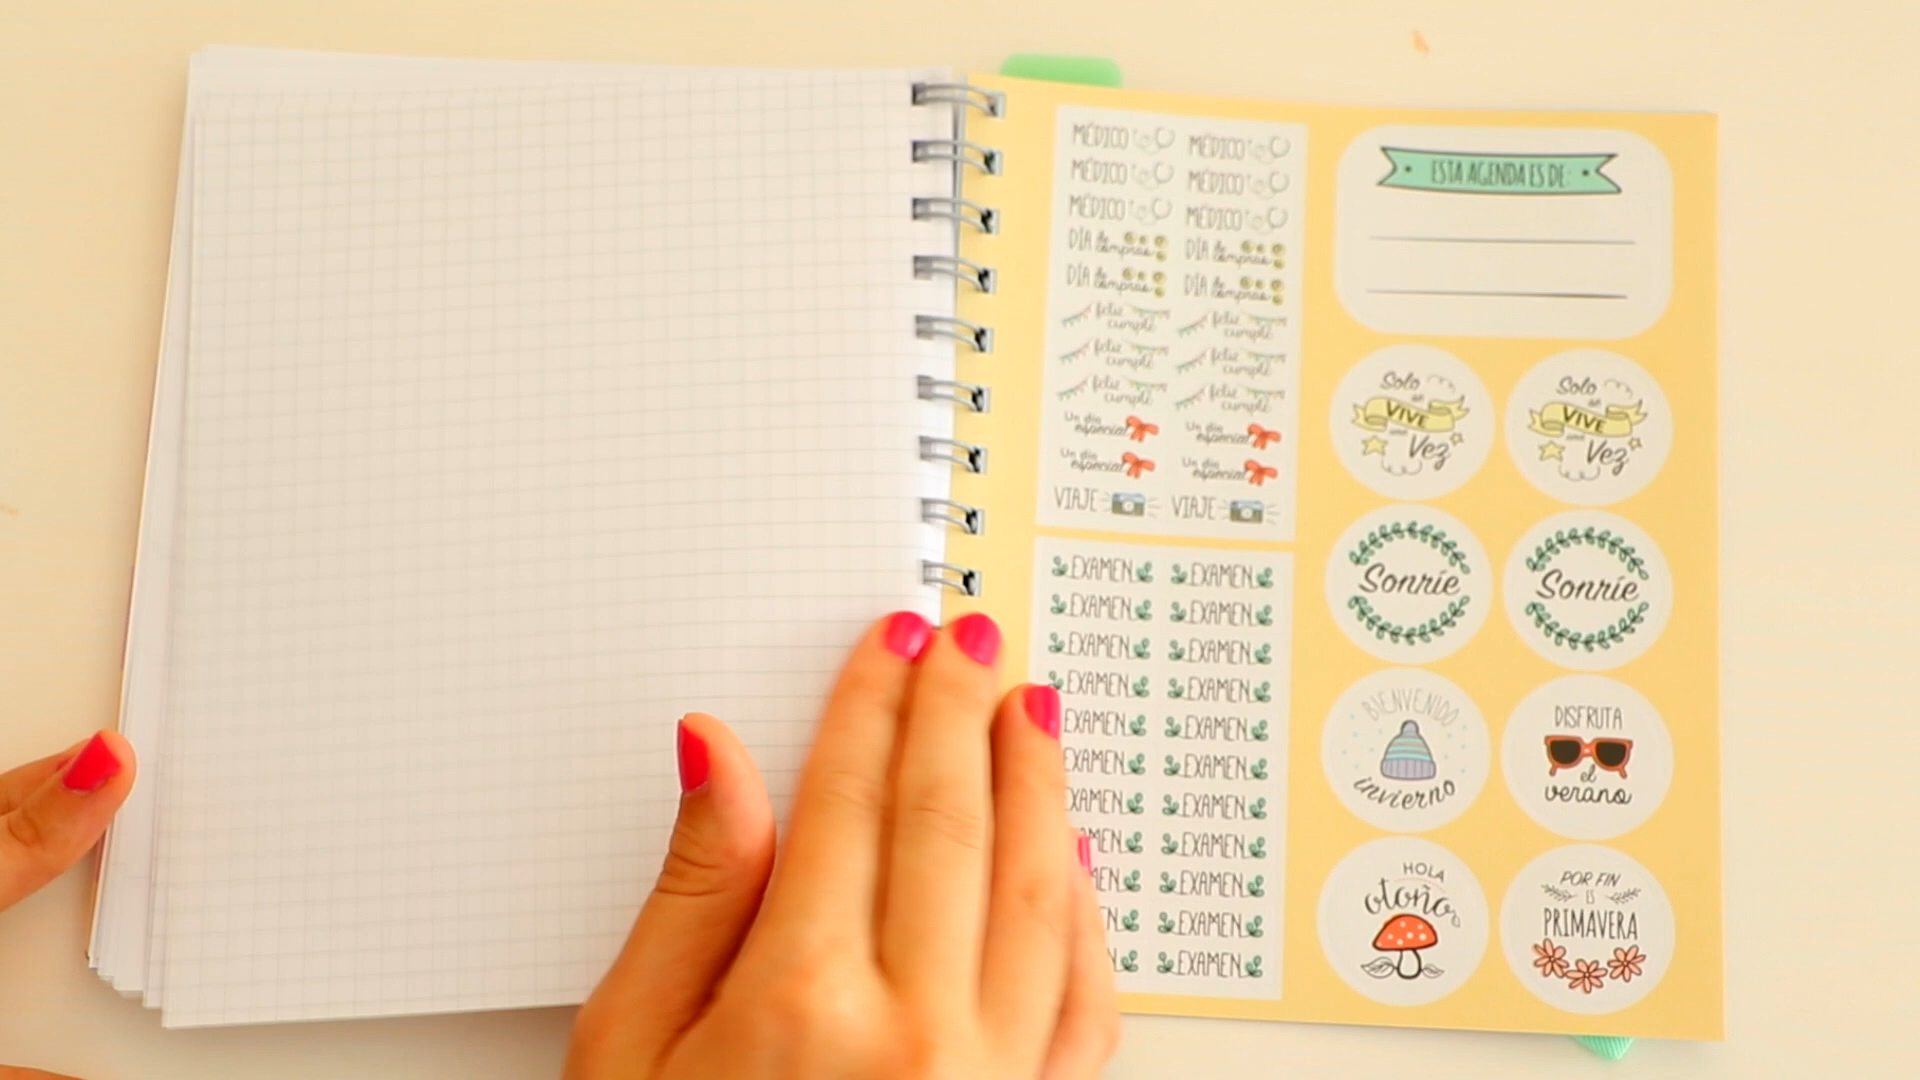 MÉDICO MÉDICO
MÉDICO MÉDICO
MÉDICO MÉDICO
DÍA de compras DÍA de compras
DÍA de compras DÍA de compras
feliz cumple feliz cumple
feliz cumple feliz cumple
feliz cumple feliz cumple
Un día especial Un día especial
Un día especial Un día especial
VIAJE VIAJE
EXAMEN EXAMEN
EXAMEN EXAMEN
EXAMEN EXAMEN
EXAMEN EXAMEN
EXAMEN EXAMEN
EXAMEN EXAMEN
EXAMEN EXAMEN
AMEN EXAMEN
EN EXAMEN
N EXAMEN
N EXAMEN
ESTA AGENDA ES DE:
Solo
se
VIVE
una
Vez
Solo
se
VIVE
una
Vez
Sonríe
Sonríe
BIENVENIDO
invierno
DISFRUTA
el
verano
HOLA
otoño
POR FIN
ES
PRIMAVERA